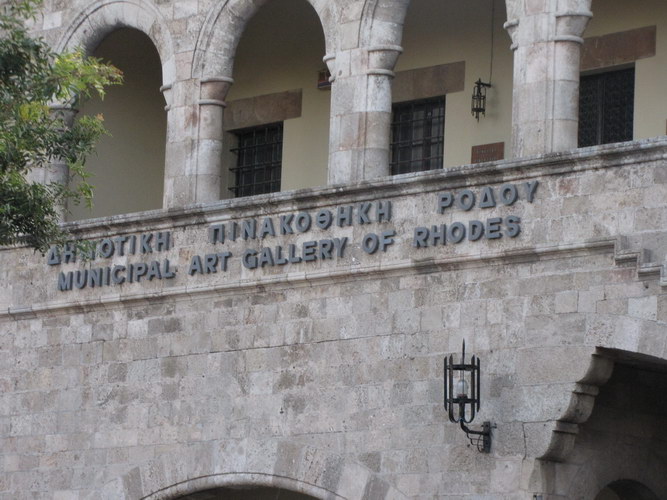 ΔΗΜΟΤΙΚΗ ΠΙΝΑΚΟΘΗΚΗ ΡΟΔΟΥ
MUNICIPAL ART GALLERY OF RHODES